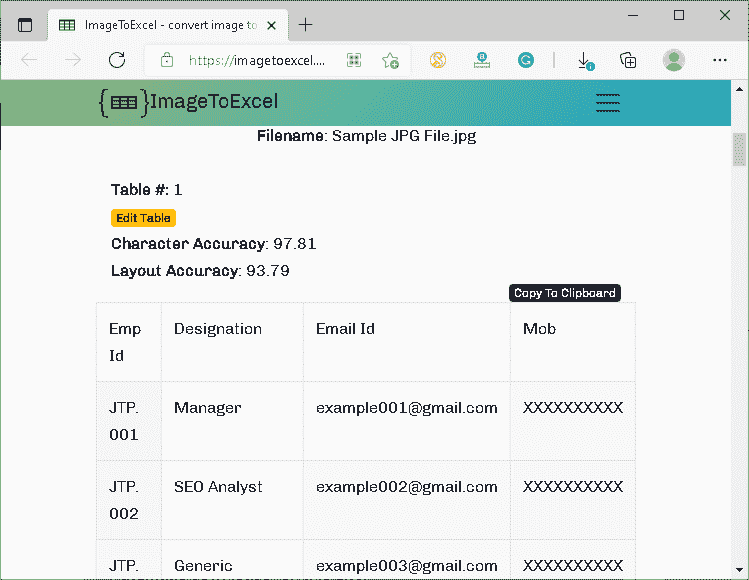 ImageToExcel - convert image to
https://imagetoexcel....
{ }ImageToExcel
Filename: Sample JPG File.jpg
Table #: 1
Edit Table
Character Accuracy: 97.81
Layout Accuracy: 93.79
Copy To Clipboard
Emp Designation Email Id Mob
Id
JTP. Manager example001@gmail.com XXXXXXXXXX
001
JTP. SEO Analyst example002@gmail.com XXXXXXXXXX
002
JTP. Generic example003@gmail.com XXXXXXXXXX